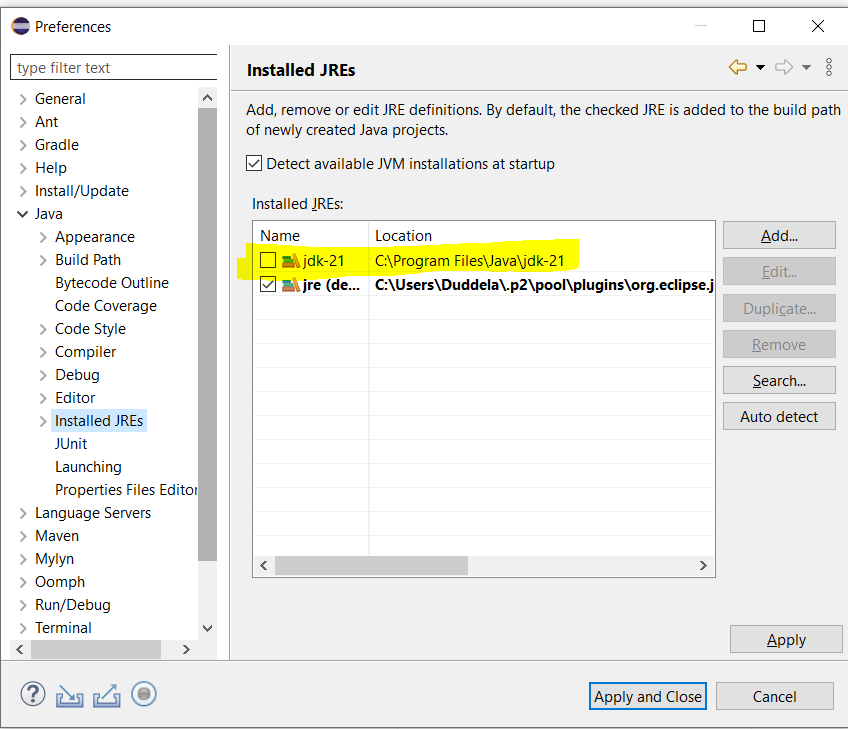 Preferences
type filter text
General
Ant
Gradle
Help
Install/Update
Java
Appearance
Build Path
Bytecode Outline
Code Coverage
Code Style
Compiler
Debug
Editor
Installed JREs
JUnit
Launching
Properties Files Editor
Language Servers
Maven
Mylyn
Oomph
Run/Debug
Terminal
Installed JREs
Add, remove or edit JRE definitions. By default, the checked JRE is added to the build path
of newly created Java projects.
Detect available JVM installations at startup
Installed JREs:
Name Location
jdk-21 C:\Program Files\Java\jdk-21
jre (de... C:\Users\Duddela\.p2\pool\plugins\org.eclipse.j
Add...
Edit...
Duplicate...
Remove
Search...
Auto detect
Apply
?
Apply and Close Cancel